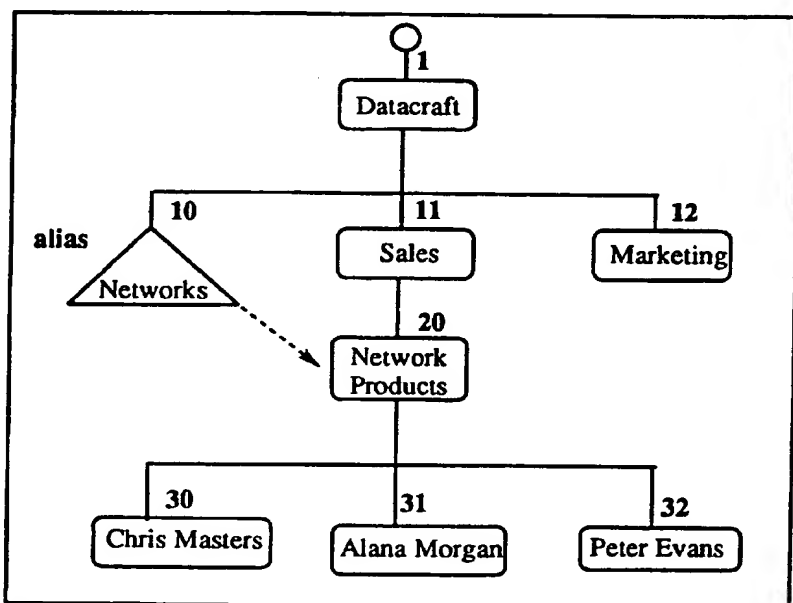 1
Datacraft
10
11
12
alias
Networks
Sales
Marketing
20
Network
Products
30
31
32
Chris Masters
Alana Morgan
Peter Evans